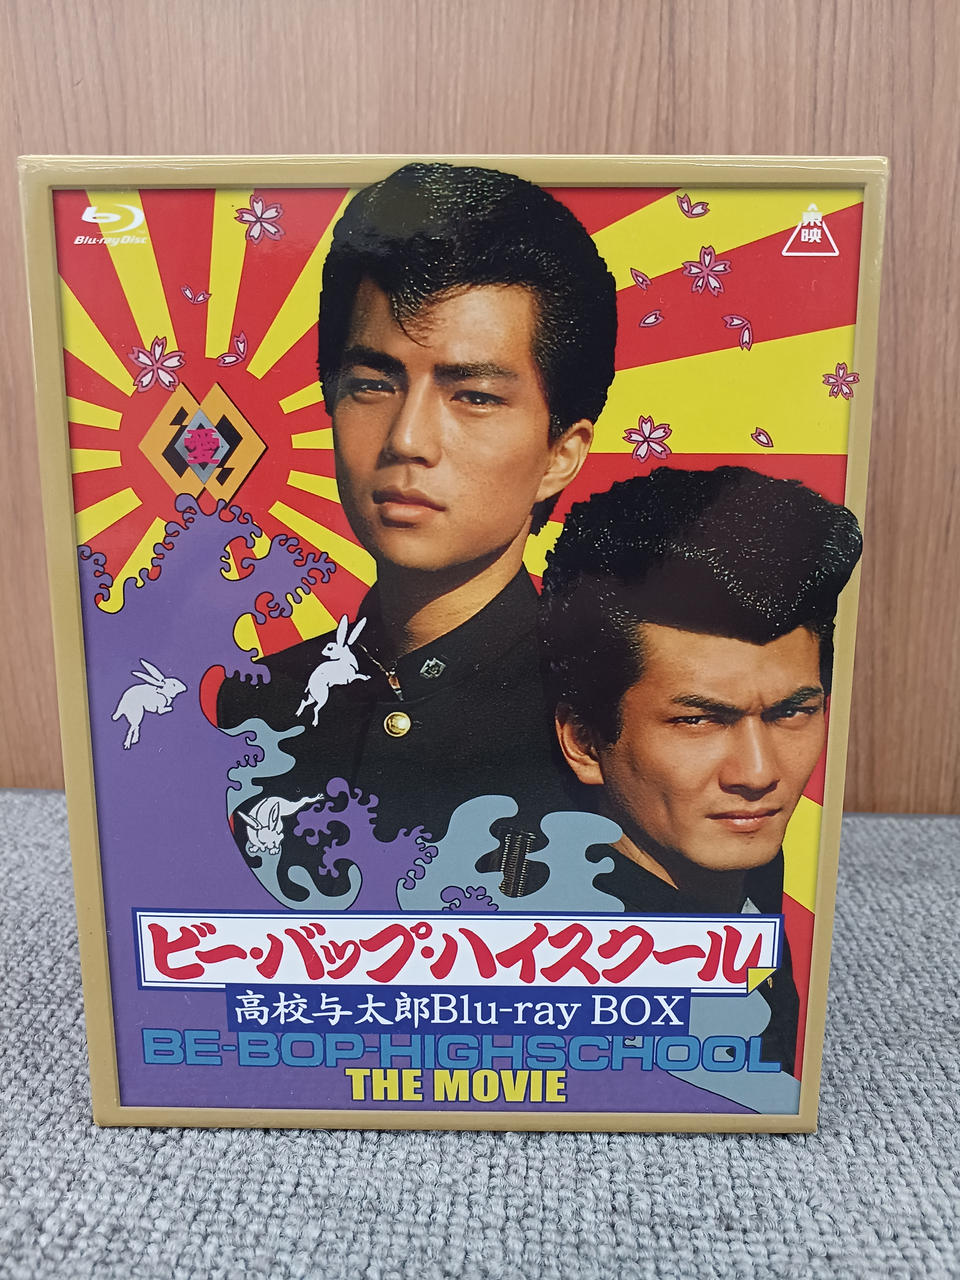 Blu-ray Disc
東映
愛
ビー・バップ・ハイスクール
高校与太郎Blu-ray BOX
BE-BOP-HIGHSCHOOL
THE MOVIE